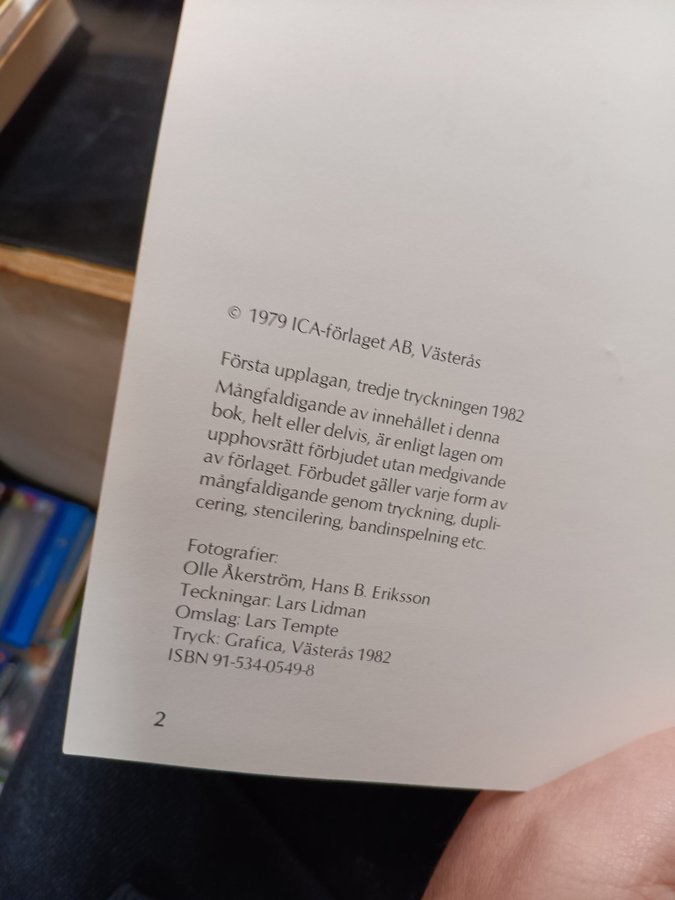 © 1979 ICA-förlaget AB, Västerås
Första upplagan, tredje tryckningen 1982
Mångfaldigande av innehållet i denna
bok, helt eller delvis, är enligt lagen om
upphovsrätt förbjudet utan medgivande
av förlaget. Förbudet gäller varje form av
mångfaldigande genom tryckning, dupli-
cering, stencilering, bandinspelning etc.
Fotografier:
Olle Åkerström, Hans B. Eriksson
Teckningar: Lars Lidman
Omslag: Lars Tempte
Tryck: Grafica, Västerås 1982
ISBN 91-534-0549-8
2